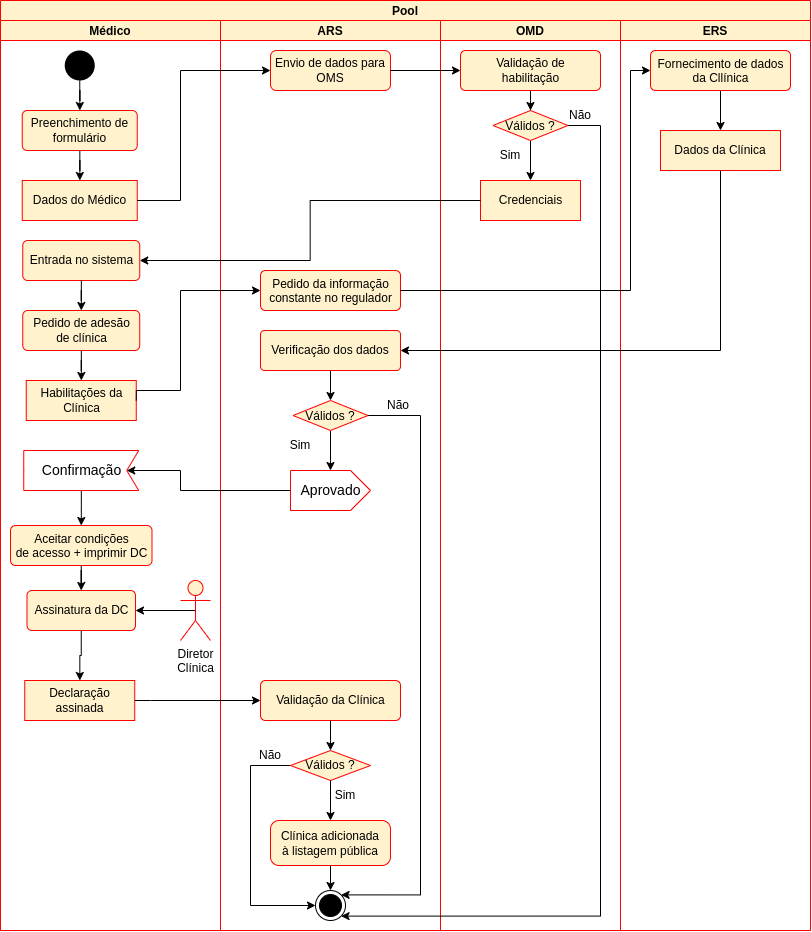 Pool
Médico
ARS
OMD
ERS
Preenchimento de
formulário
Dados do Médico
Envio de dados para
OMS
Validação de
habilitação
Válidos ?
Não
Sim
Credenciais
Fornecimento de dados
da Cllínica
Dados da Clínica
Entrada no sistema
Pedido de adesão
de clínica
Habilitações da
Clínica
Pedido da informação
constante no regulador
Verificação dos dados
Válidos ?
Não
Sim
Aprovado
Confirmação
Aceitar condições
de acesso + imprimir DC
Assinatura da DC
Diretor
Clínica
Declaração
assinada
Validação da Clínica
Válidos ?
Não
Sim
Clínica adicionada
à listagem pública